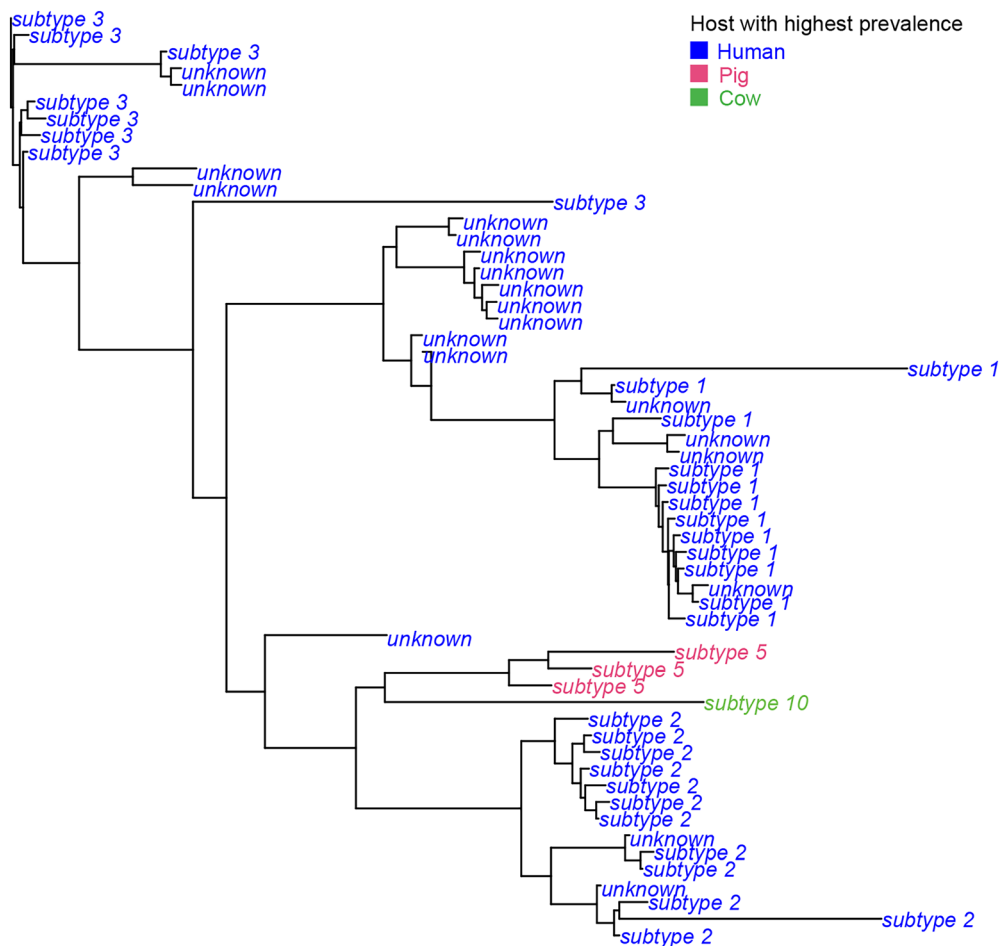 subtype 3
Host with highest prevalence
subtype 3
Human
subtype 3
unknown
Pig
unknown
Cow
subtype 3
subtype 3
subtype 3
subtype 3
unknown
unknown
subtype 3
unknown
unknown
unknown
unknown
unknown
unknown
unknown
unknown
unknown
subtype 1
subtype 1
unknown
subtype 1
unknown
unknown
subtype 1
subtype 1
subtype 1
subtype 1
subtype 1
subtype 1
subtype 1
unknown
subtype 1
subtype 1
unknown
subtype 5
subtype 5
subtype 5
subtype 10
subtype 2
subtype 2
subtype 2
subtype 2
subtype 2
subtype 2
subtype 2
unknown
subtype 2
subtype 2
unknown
subtype 2
subtype 2
subtype 2